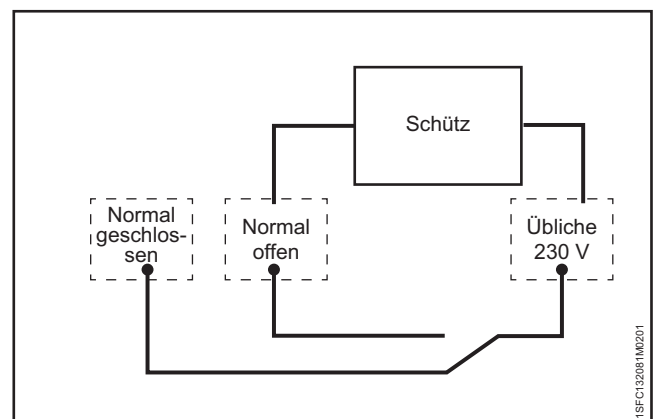 Schütz
Normal
geschlos-
sen
Normal
offen
Übliche
230 V
1SFC132081M0201